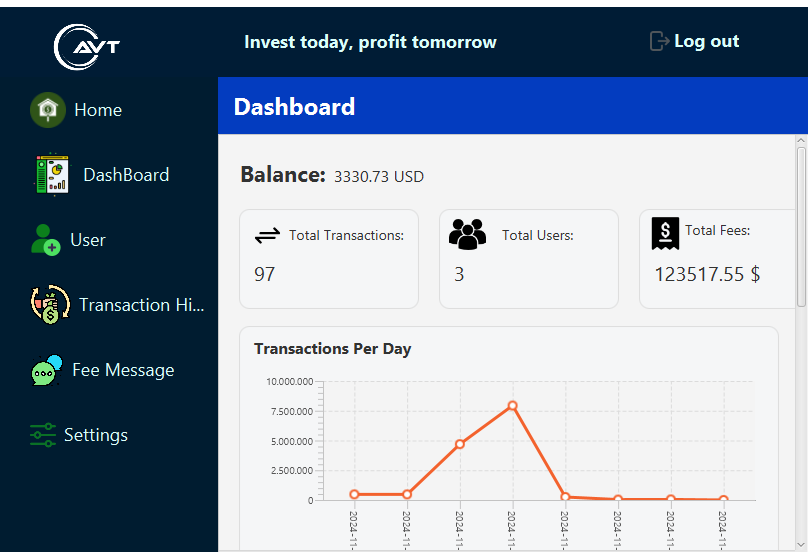 CAVT
Invest today, profit tomorrow
Log out
Home
DashBoard
User
Transaction Hi...
Fee Message
Settings
Dashboard
Balance: 3330.73 USD
Total Transactions:
97
Total Users:
3
Total Fees:
123517.55 $
Transactions Per Day
10.000.000
7.500.000
5.000.000
2.500.000
0
2024-11-
2024-11-
2024-11-
2024-11-
2024-11-
2024-11-
2024-11-
2024-11-